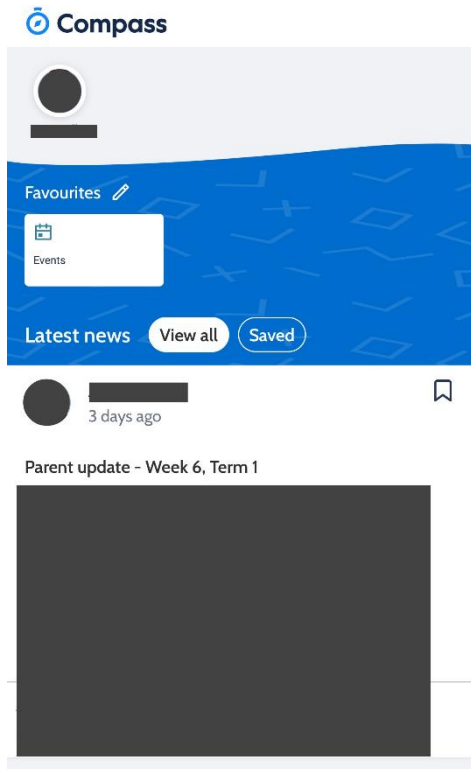 Compass
Favourites
Events
Latest news View all Saved
3 days ago
Parent update - Week 6, Term 1